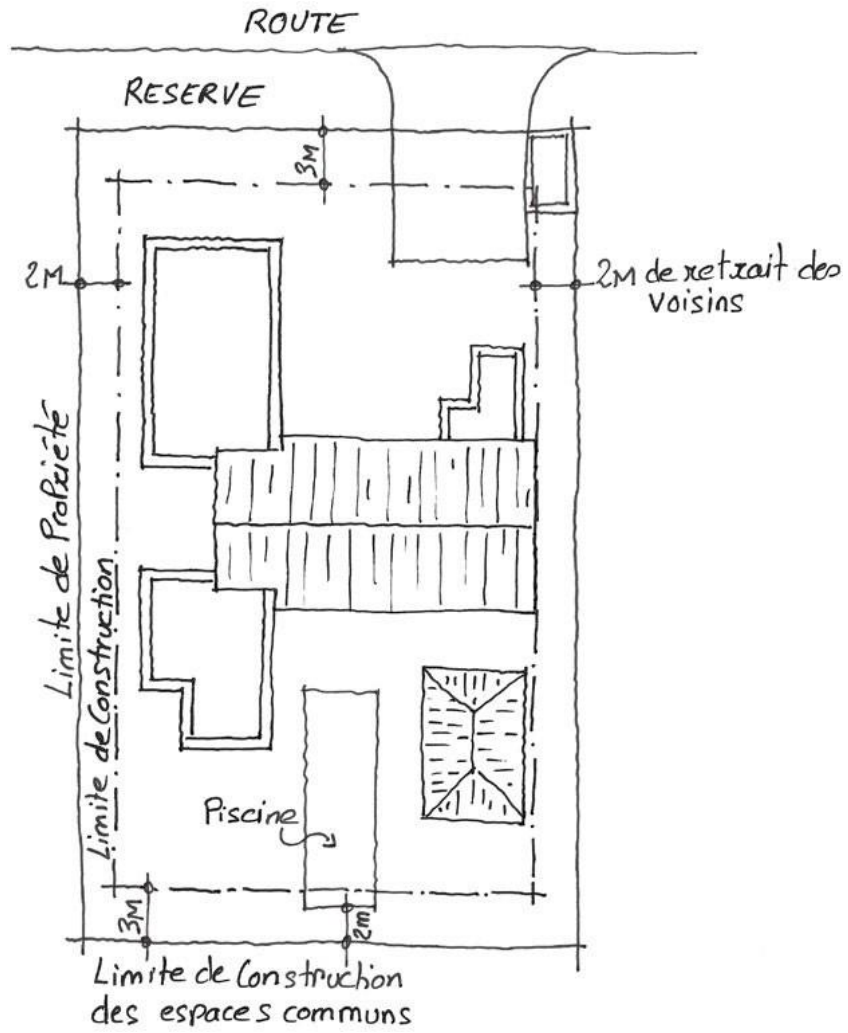 ROUTE
RESERVE
3M
2M
2M de retrait des
Voisins
Limite de Propriété
Limite de Construction
Piscine
3M
2m
Limite de Construction
des espaces communs